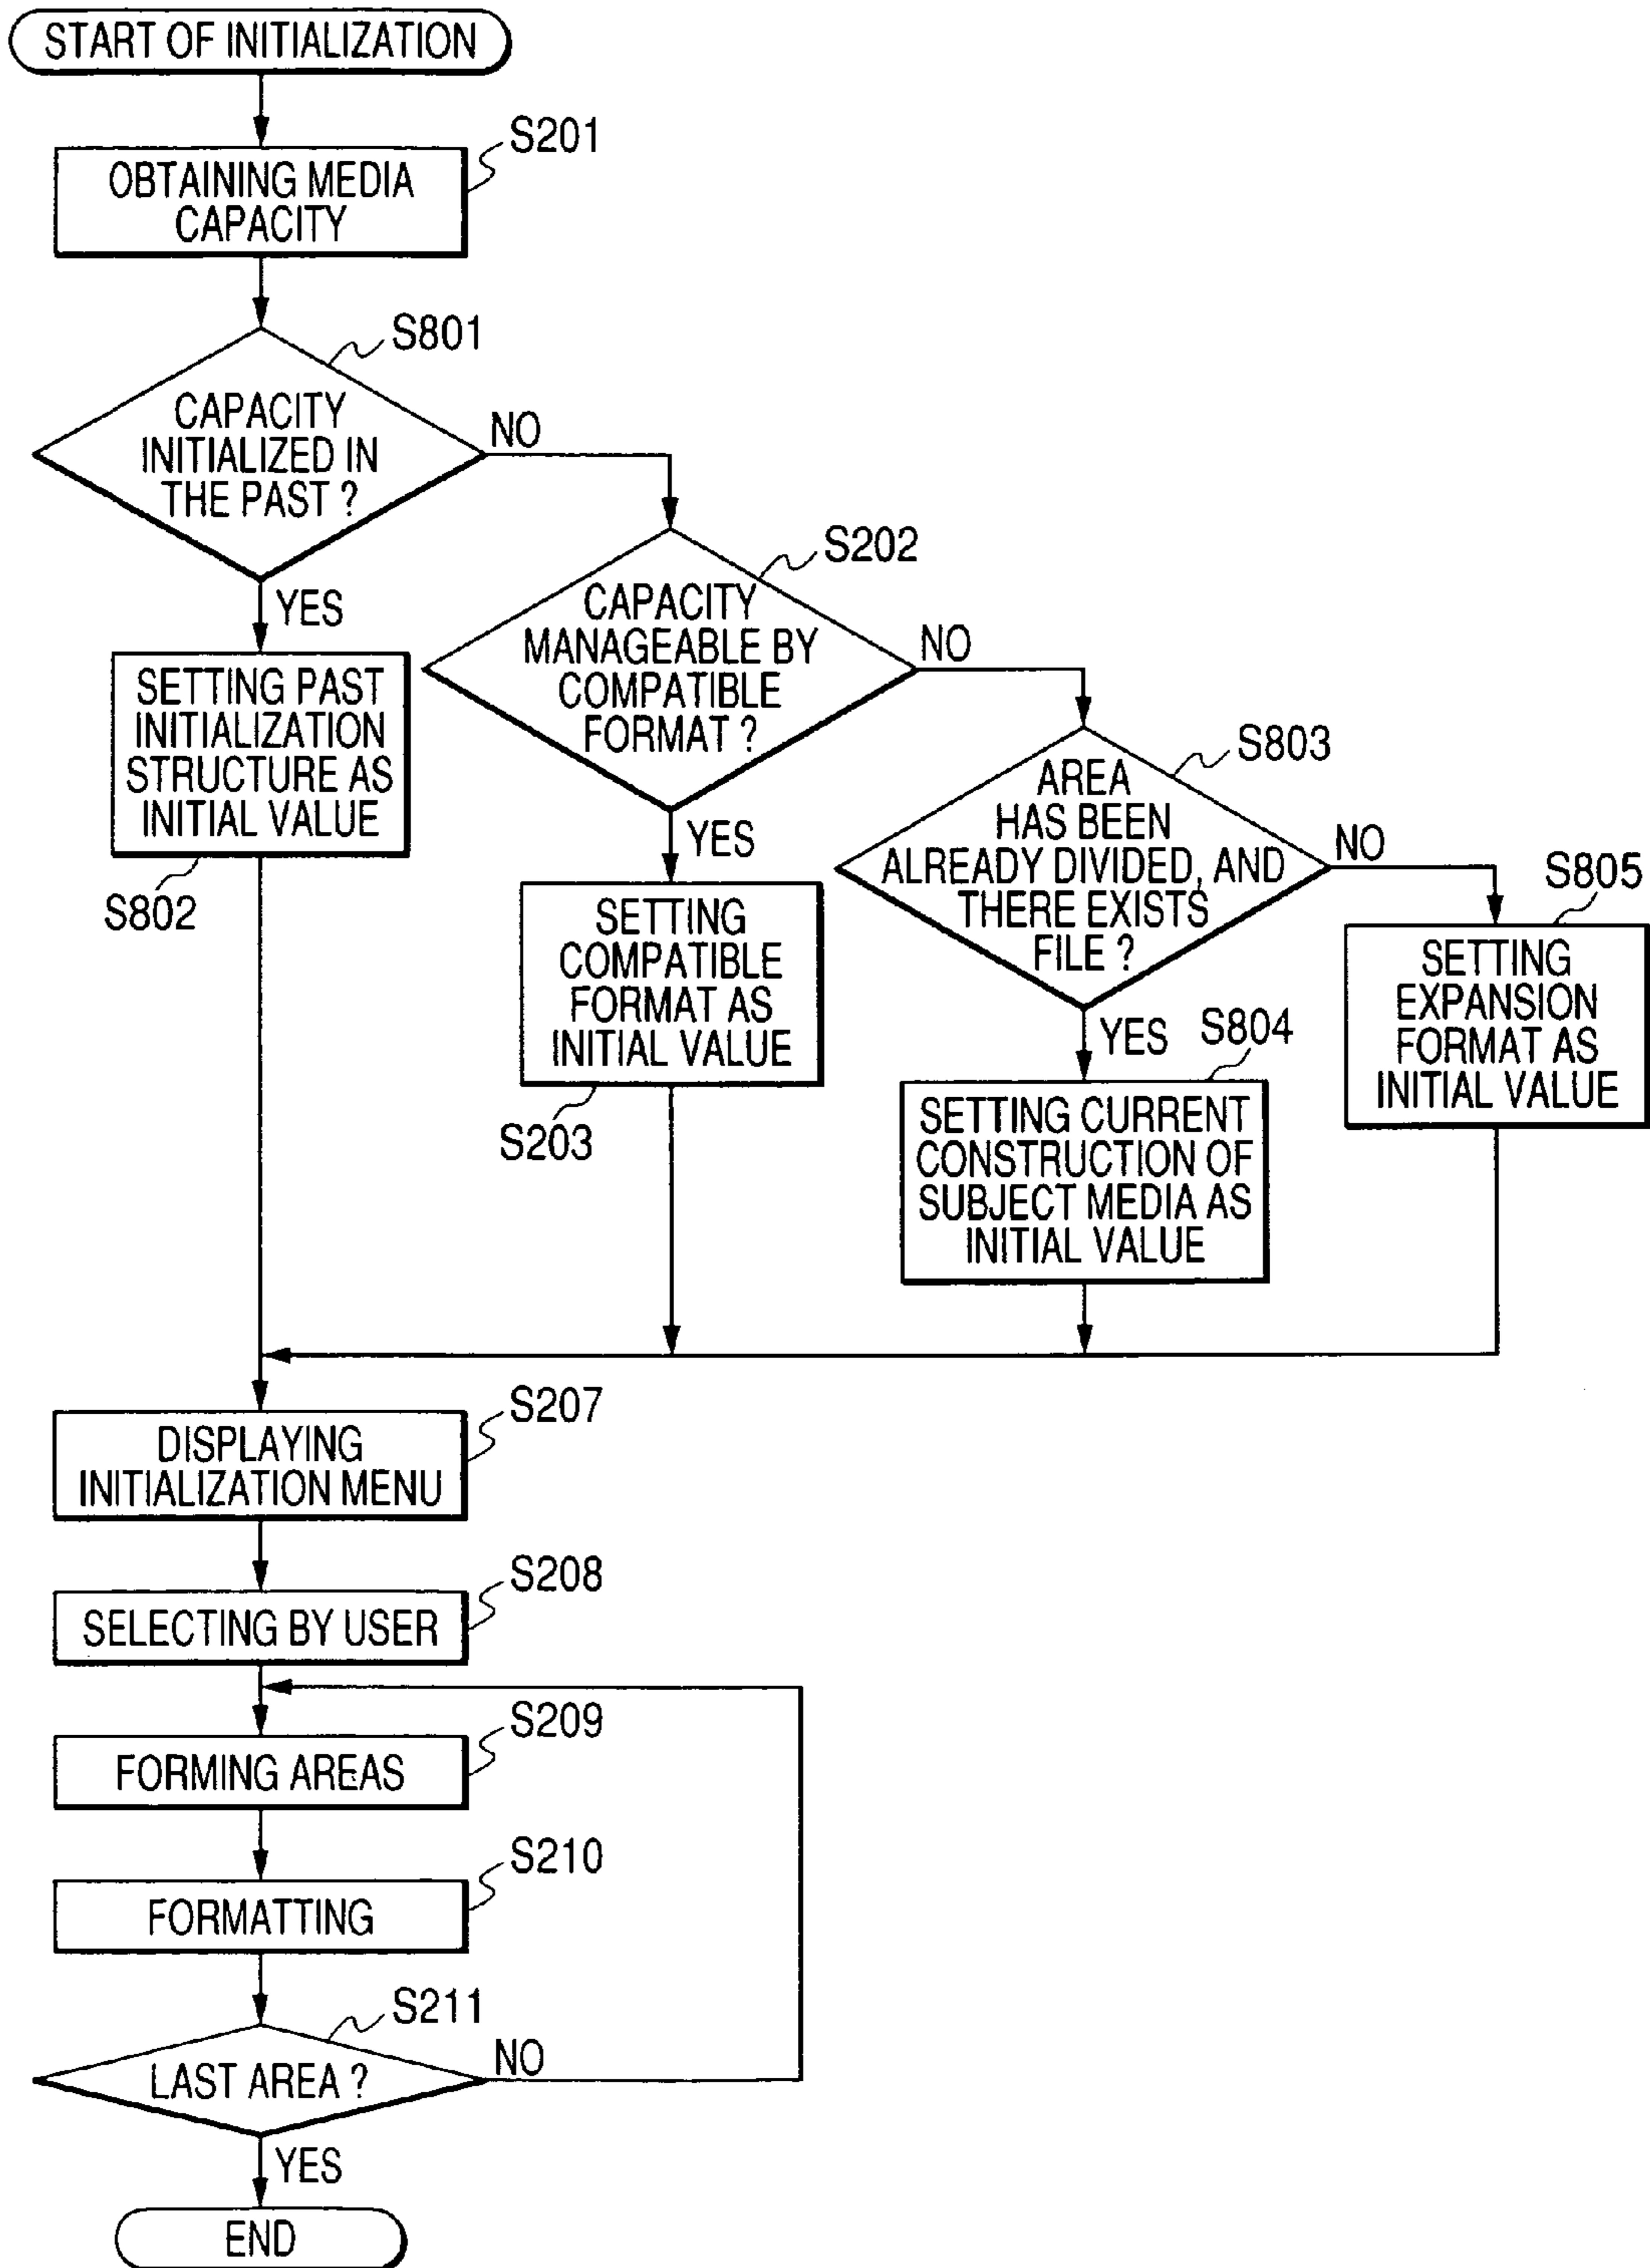 START OF INITIALIZATION
S201
OBTAINING MEDIA
CAPACITY
S801
CAPACITY
INITIALIZED IN
THE PAST ?
NO
YES
S202
CAPACITY
MANAGEABLE BY
COMPATIBLE
FORMAT ?
NO
YES
SETTING PAST
INITIALIZATION
STRUCTURE AS
INITIAL VALUE
S802
S803
AREA
HAS BEEN
ALREADY DIVIDED, AND
THERE EXISTS
FILE ?
NO
YES
SETTING
COMPATIBLE
FORMAT AS
INITIAL VALUE
S203
S805
SETTING
EXPANSION
FORMAT AS
INITIAL VALUE
S804
SETTING CURRENT
CONSTRUCTION OF
SUBJECT MEDIA AS
INITIAL VALUE
S207
DISPLAYING
INITIALIZATION MENU
S208
SELECTING BY USER
S209
FORMING AREAS
S210
FORMATTING
S211
LAST AREA ?
NO
YES
END